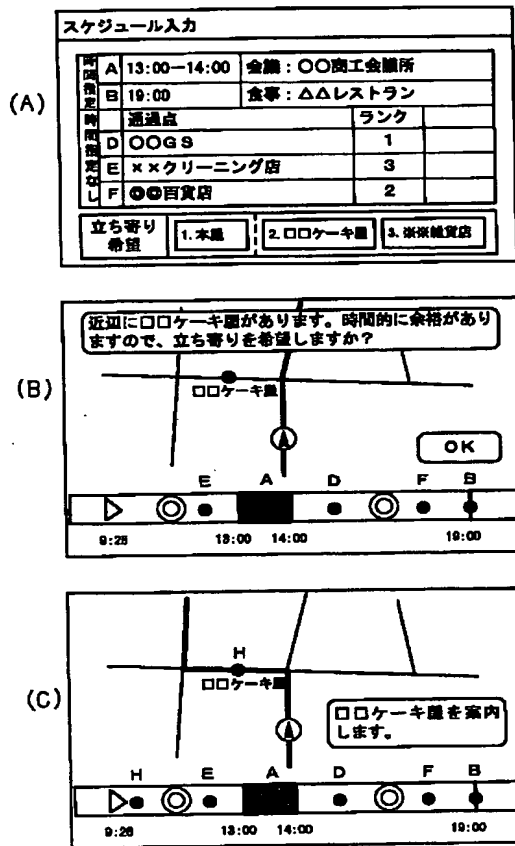 スケジュール入力
(A)
時間指定
A 13:00−14:00 会議：○○商工会議所
B 19:00 食事：△△レストラン
時間指定なし
通過点 ランク
D ○○GS 1
E ××クリーニング店 3
F ◎◎百貨店 2
立ち寄り
希望
1.本屋 2.□□ケーキ屋 3.※※雑貨店
(B)
近辺に□□ケーキ屋があります。時間的に余裕があり
ますので、立ち寄りを希望しますか？
□□ケーキ屋
OK
E A D F B
9:28 13:00 14:00 19:00
(C)
H
□□ケーキ屋
□□ケーキ屋を案内
します。
H E A D F B
9:28 13:00 14:00 19:00